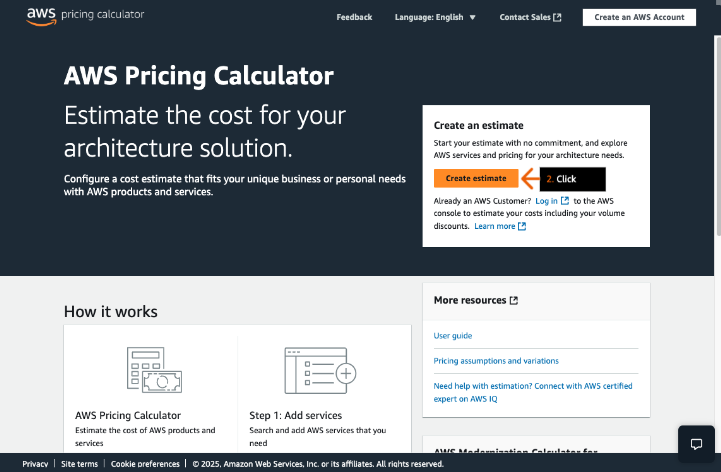 aws pricing calculator
Feedback
Language: English
Contact Sales
Create an AWS Account
AWS Pricing Calculator
Estimate the cost for your
architecture solution.
Configure a cost estimate that fits your unique business or personal needs
with AWS products and services.
Create an estimate
Start your estimate with no commitment, and explore
AWS services and pricing for your architecture needs.
Create estimate
2. Click
Already an AWS Customer? Log in to the AWS
console to estimate your costs including your volume
discounts. Learn more
How it works
AWS Pricing Calculator
Estimate the cost of AWS products and
services
Step 1: Add services
Search and add AWS services that you
need
More resources
User guide
Pricing assumptions and variations
Need help with estimation? Connect with AWS certified
expert on AWS IQ
AWS Modernization Calculator for
Privacy | Site terms | Cookie preferences | © 2025, Amazon Web Services, Inc. or its affiliates. All rights reserved.